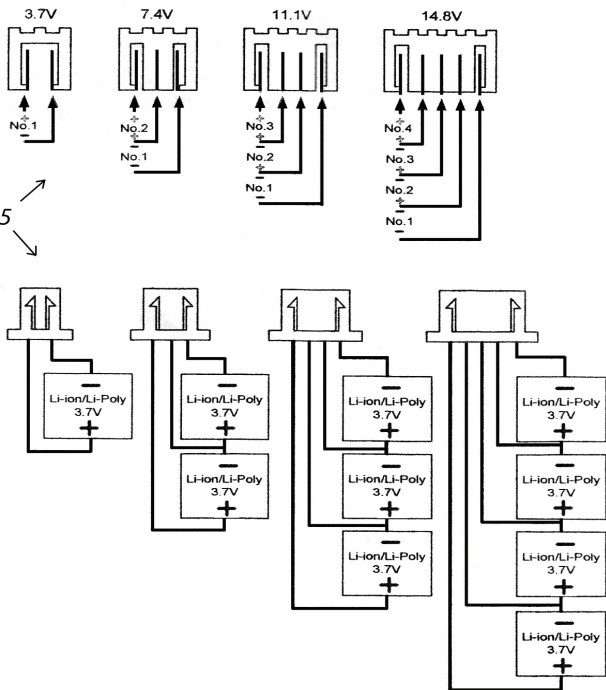 3.7V 7.4V 11.1V 14.8V
No.1
+
−
+
No.2
−
+
No.1
−
+
No.3
−
+
No.2
−
+
No.1
−
+
No.4
−
+
No.3
−
+
No.2
−
+
No.1
−
5
−
Li-ion/Li-Poly
3.7V
+
−
Li-ion/Li-Poly
3.7V
+
−
Li-ion/Li-Poly
3.7V
+
−
Li-ion/Li-Poly
3.7V
+
−
Li-ion/Li-Poly
3.7V
+
−
Li-ion/Li-Poly
3.7V
+
−
Li-ion/Li-Poly
3.7V
+
−
Li-ion/Li-Poly
3.7V
+
−
Li-ion/Li-Poly
3.7V
+
−
Li-ion/Li-Poly
3.7V
+